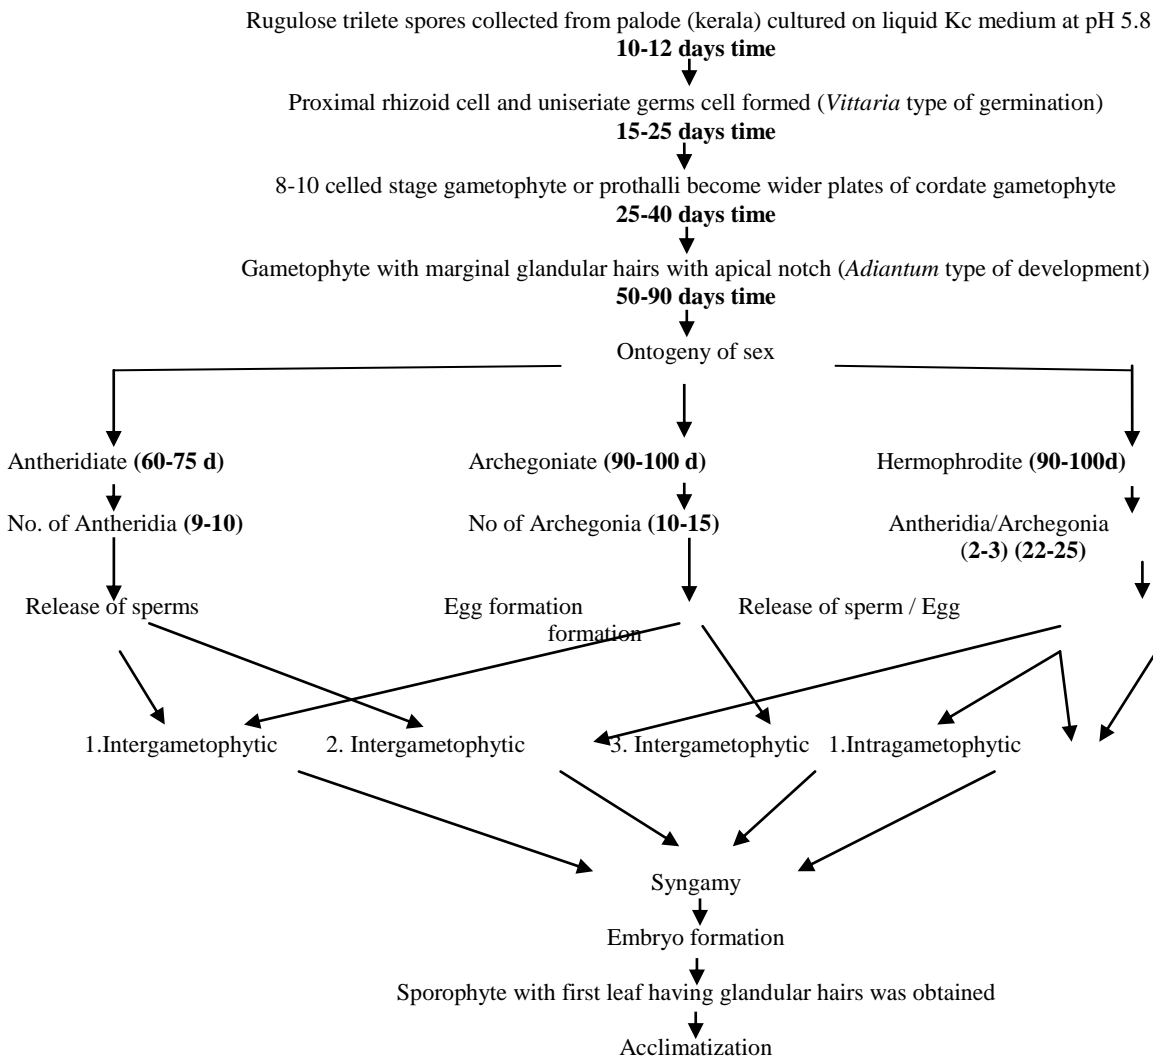 Rugulose trilete spores collected from palode (kerala) cultured on liquid Kc medium at pH 5.8
10-12 days time
Proximal rhizoid cell and uniseriate germs cell formed (Vittaria type of germination)
15-25 days time
8-10 celled stage gametophyte or prothalli become wider plates of cordate gametophyte
25-40 days time
Gametophyte with marginal glandular hairs with apical notch (Adiantum type of development)
50-90 days time
Ontogeny of sex
Antheridiate (60-75 d) Archegoniate (90-100 d) Hermophrodite (90-100d)
No. of Antheridia (9-10) No of Archegonia (10-15) Antheridia/Archegonia
(2-3) (22-25)
Release of sperms Egg formation Release of sperm / Egg
formation
1.Intergametophytic 2. Intergametophytic 3. Intergametophytic 1.Intragametophytic
Syngamy
Embryo formation
Sporophyte with first leaf having glandular hairs was obtained
Acclimatization